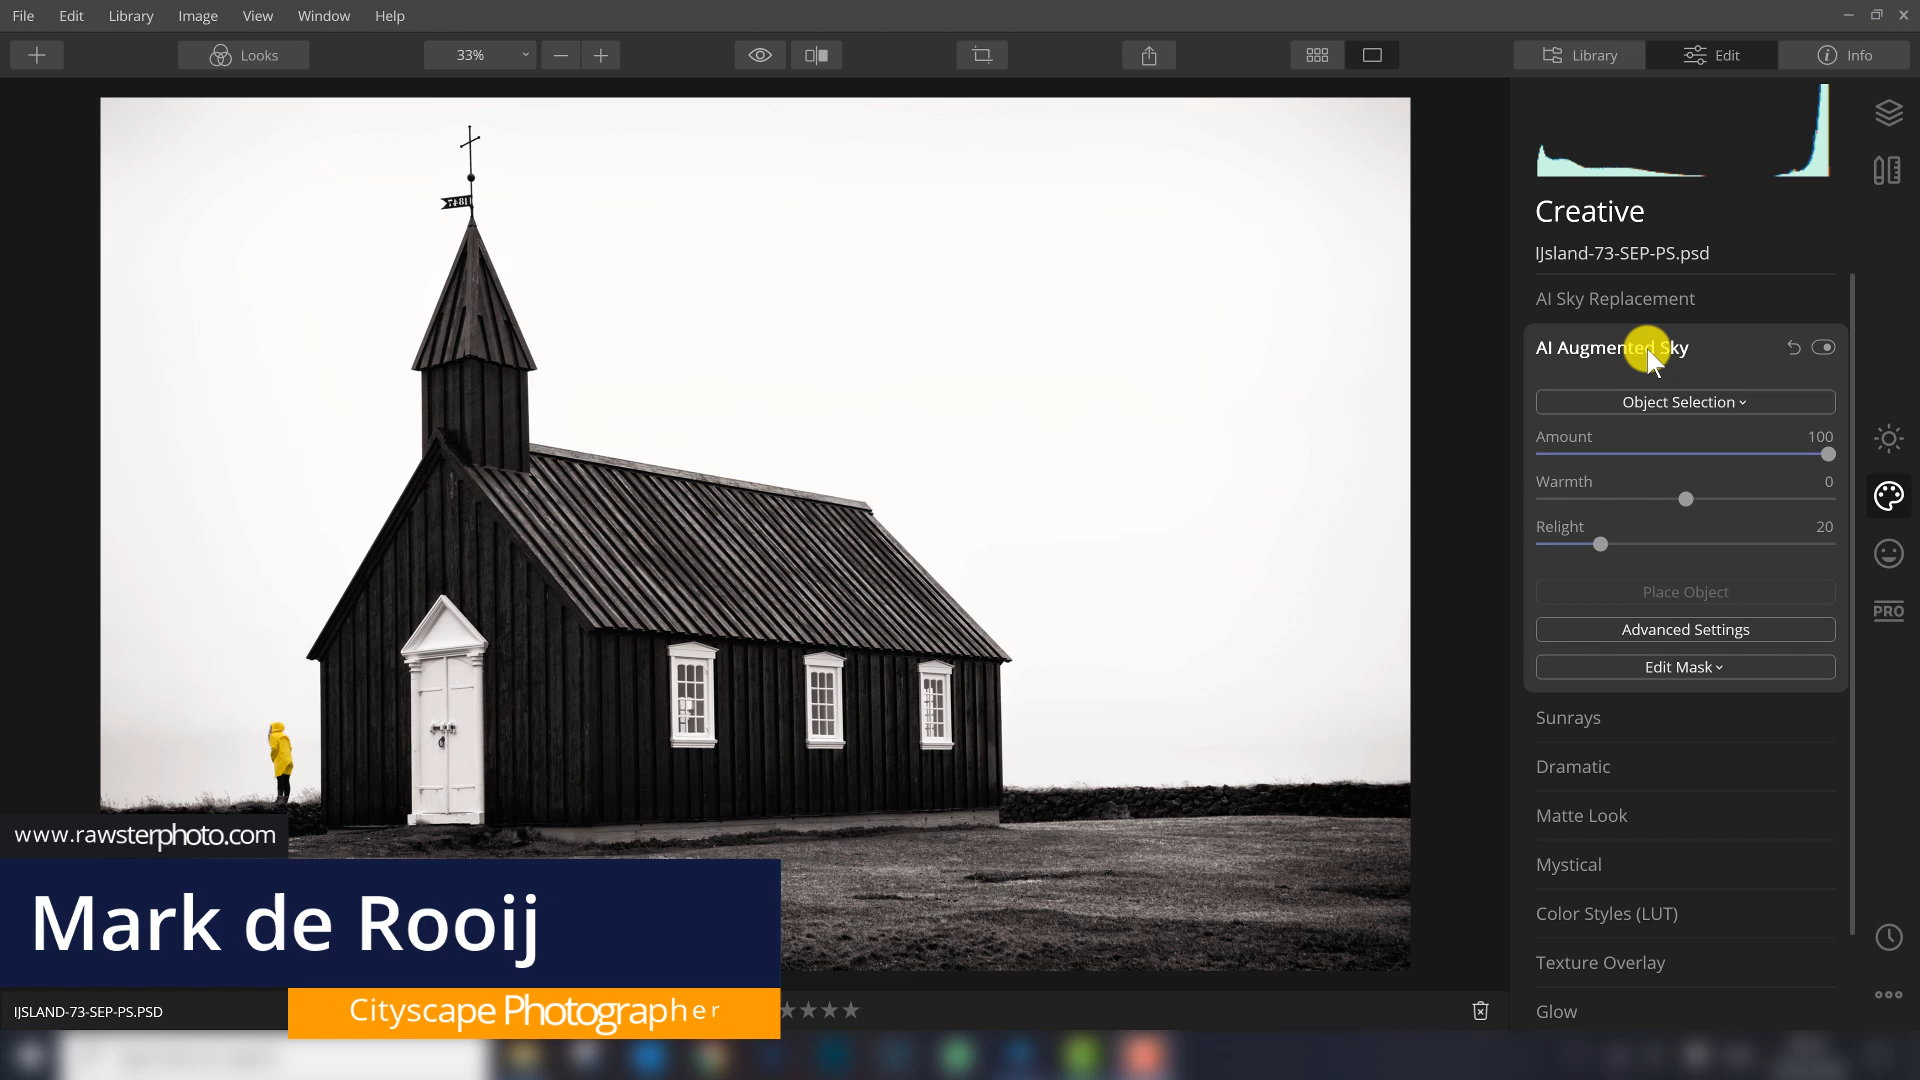 File Edit Library Image View Window Help
Looks 33% Library Edit Info
Creative
IJsland-73-SEP-PS.psd
AI Sky Replacement
AI Augmented Sky
Object Selection
Amount 100
Warmth 0
Relight 20
Place Object
Advanced Settings
Edit Mask
Sunrays
Dramatic
Matte Look
Mystical
Color Styles (LUT)
Texture Overlay
Glow
PRO
www.rawsterphoto.com
Mark de Rooij
Cityscape Photographer
IJSLAND-73-SEP-PS.PSD